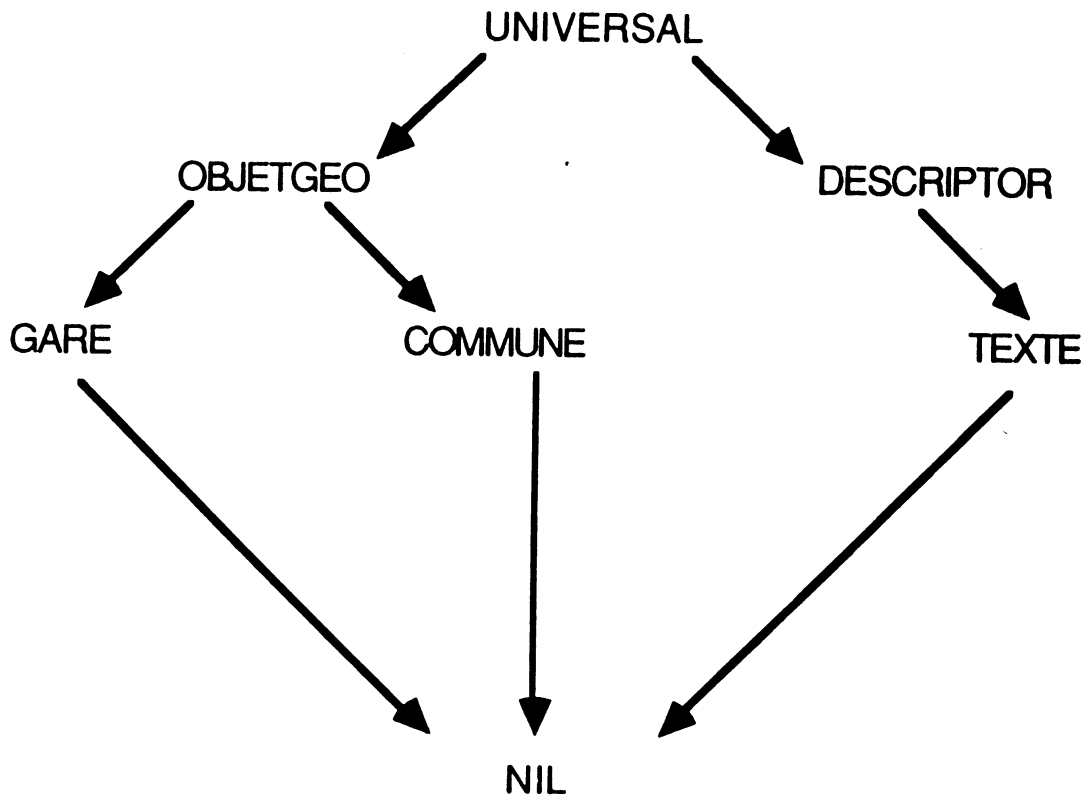 UNIVERSAL
OBJETGEO
DESCRIPTOR
GARE
COMMUNE
TEXTE
NIL